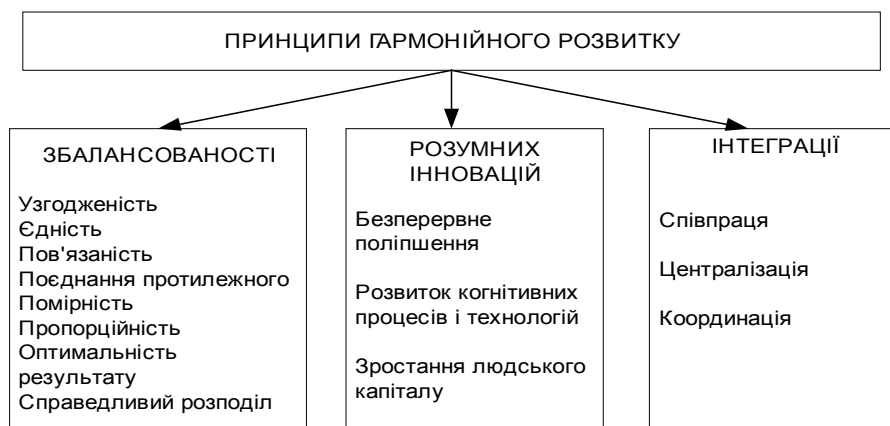 ПРИНЦИПИ ГАРМОНІЙНОГО РОЗВИТКУ
ЗБАЛАНСОВАНОСТІ
Узгодженість
Єдність
Пов'язаність
Поєднання протилежного
Помірність
Пропорційність
Оптимальність
результату
Справедливий розподіл
РОЗУМНИХ
ІННОВАЦІЙ
Безперервне
поліпшення
Розвиток когнітивних
процесів і технологій
Зростання людського
капіталу
ІНТЕГРАЦІЇ
Співпраця
Централізація
Координація